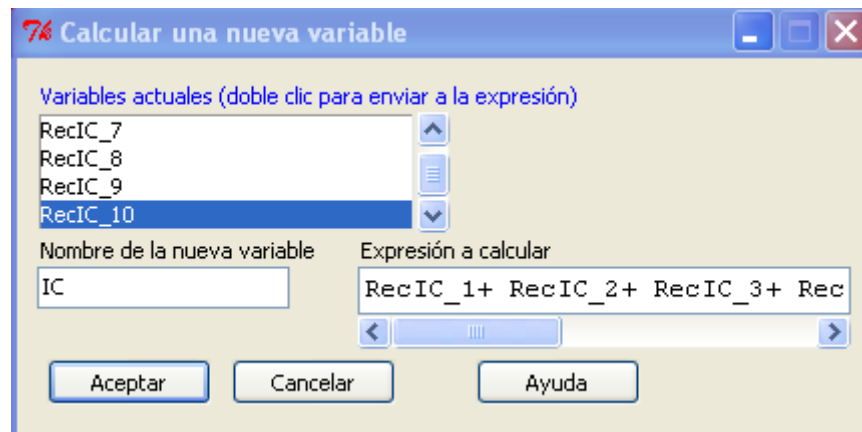 Calcular una nueva variable
Variables actuales (doble clic para enviar a la expresión)
RecIC_7
RecIC_8
RecIC_9
RecIC_10
Nombre de la nueva variable Expresión a calcular
IC RecIC_1+ RecIC_2+ RecIC_3+ Rec
Aceptar Cancelar Ayuda